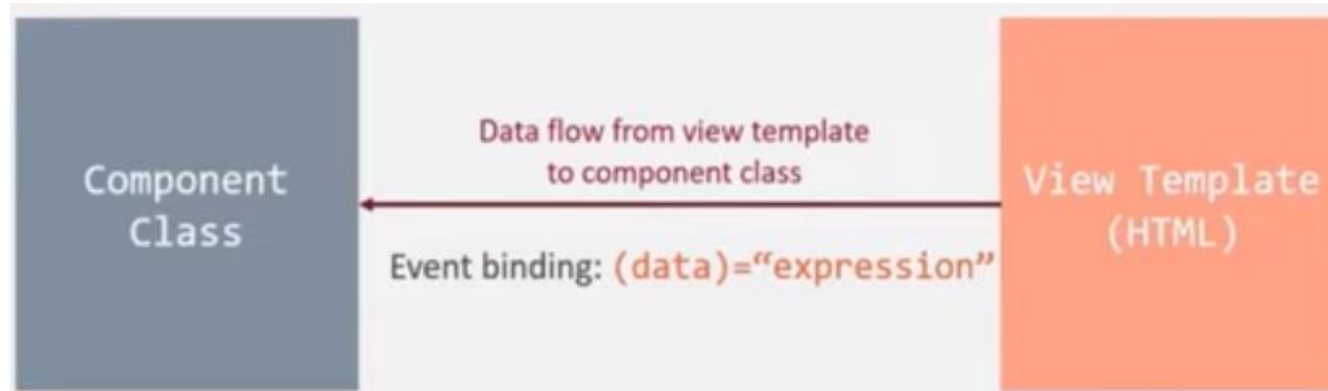 Component
Class
Data flow from view template
to component class
Event binding: (data)=“expression”
View Template
(HTML)